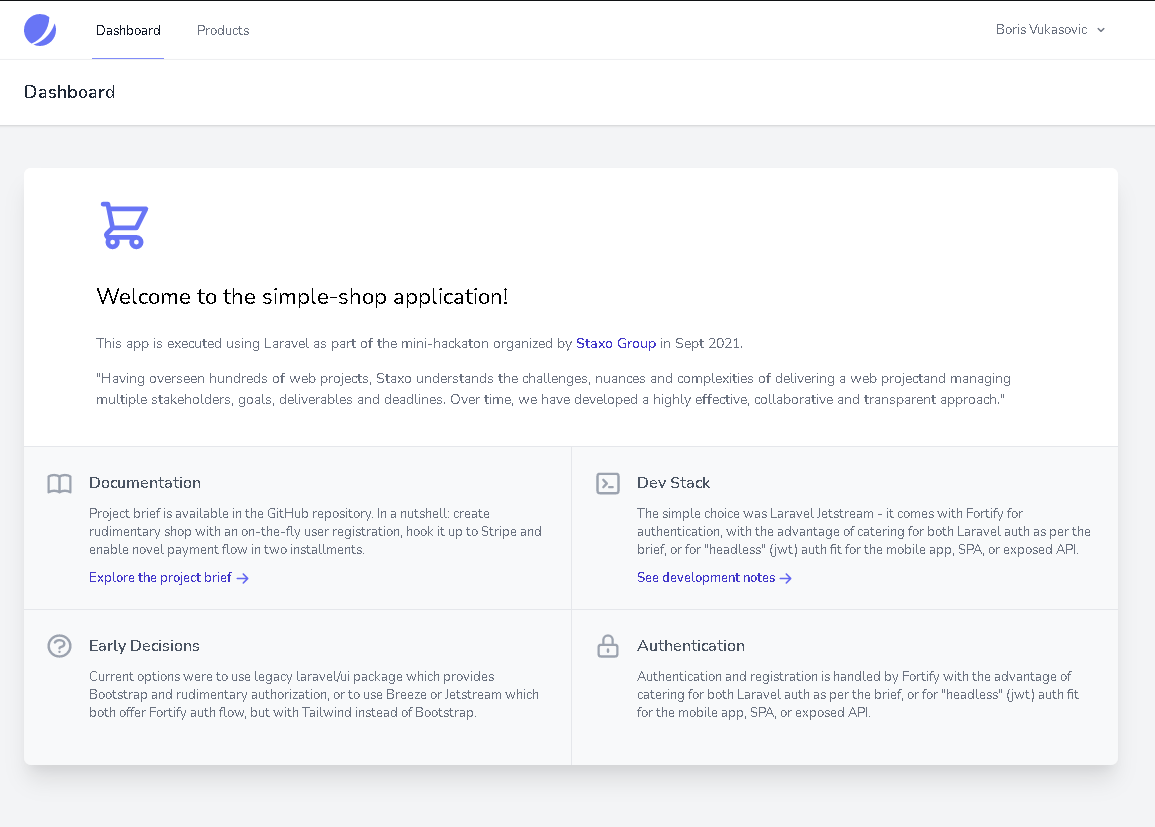 Dashboard
Products
Boris Vukasovic
Dashboard
Welcome to the simple-shop application!
This app is executed using Laravel as part of the mini-hackaton organized by Staxo Group in Sept 2021.
"Having overseen hundreds of web projects, Staxo understands the challenges, nuances and complexities of delivering a web projectand managing
multiple stakeholders, goals, deliverables and deadlines. Over time, we have developed a highly effective, collaborative and transparent approach."
Documentation
Project brief is available in the GitHub repository. In a nutshell: create
rudimentary shop with an on-the-fly user registration, hook it up to Stripe and
enable novel payment flow in two installments.
Explore the project brief →
Dev Stack
The simple choice was Laravel Jetstream - it comes with Fortify for
authentication, with the advantage of catering for both Laravel auth as per the
brief, or for "headless" (jwt) auth fit for the mobile app, SPA, or exposed API.
See development notes →
Early Decisions
Current options were to use legacy laravel/ui package which provides
Bootstrap and rudimentary authorization, or to use Breeze or Jetstream which
both offer Fortify auth flow, but with Tailwind instead of Bootstrap.
Authentication
Authentication and registration is handled by Fortify with the advantage of
catering for both Laravel auth as per the brief, or for "headless" (jwt) auth fit
for the mobile app, SPA, or exposed API.